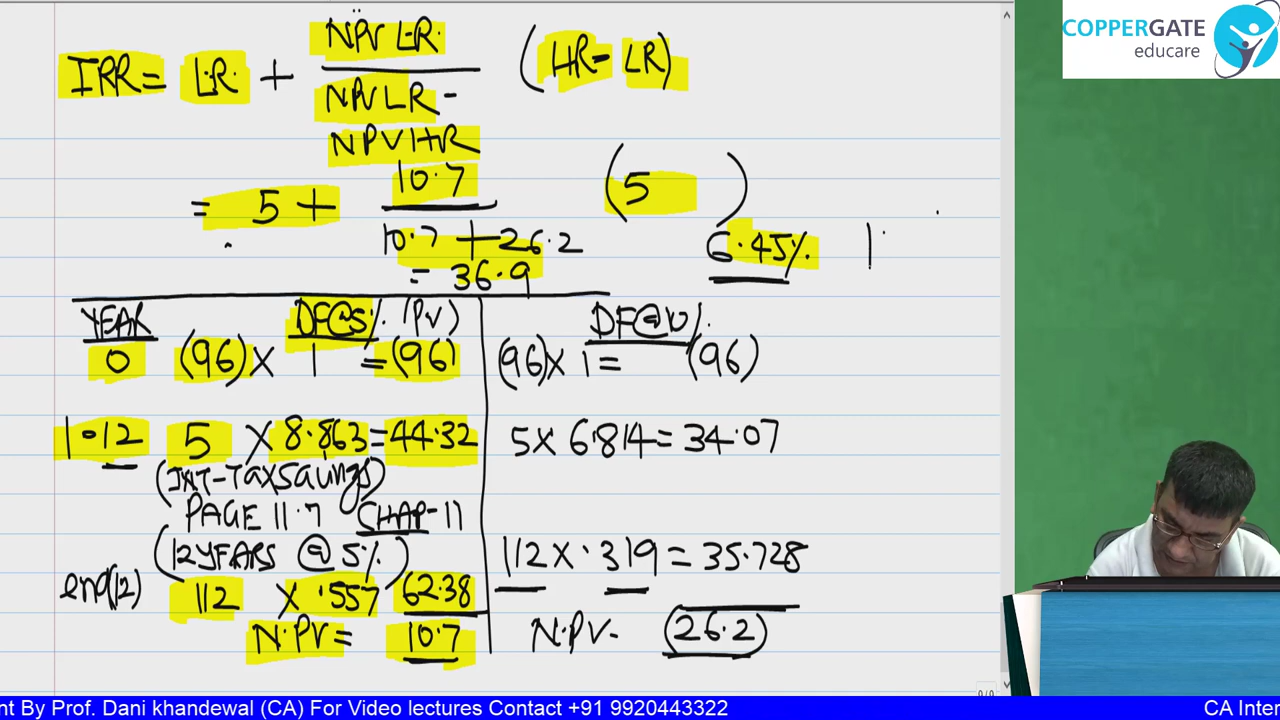 COPPERGATE
educare
NPV LR
IRR = LR + (HR - LR)
NPV LR -
NPV HR
= 5 + 10.7 (5 )
10.7 + 26.2
= 36.9
6.45%
YEAR DF@5% (PV) DF@10%
0 (96) X 1 = (96) (96) X 1 = (96)
1-12 5 X 8.863 = 44.32 5 X 6.814 = 34.07
(INT-Tax savings)
PAGE 11.7 CHAP-11
(12 YEARS @ 5%)
end(12) 112 X .557 62.38 112 X .319 = 35.728
N.PV = 10.7 N.PV- (26.2)
nt By Prof. Dani khandewal (CA) For Video lectures Contact +91 9920443322 CA Inter